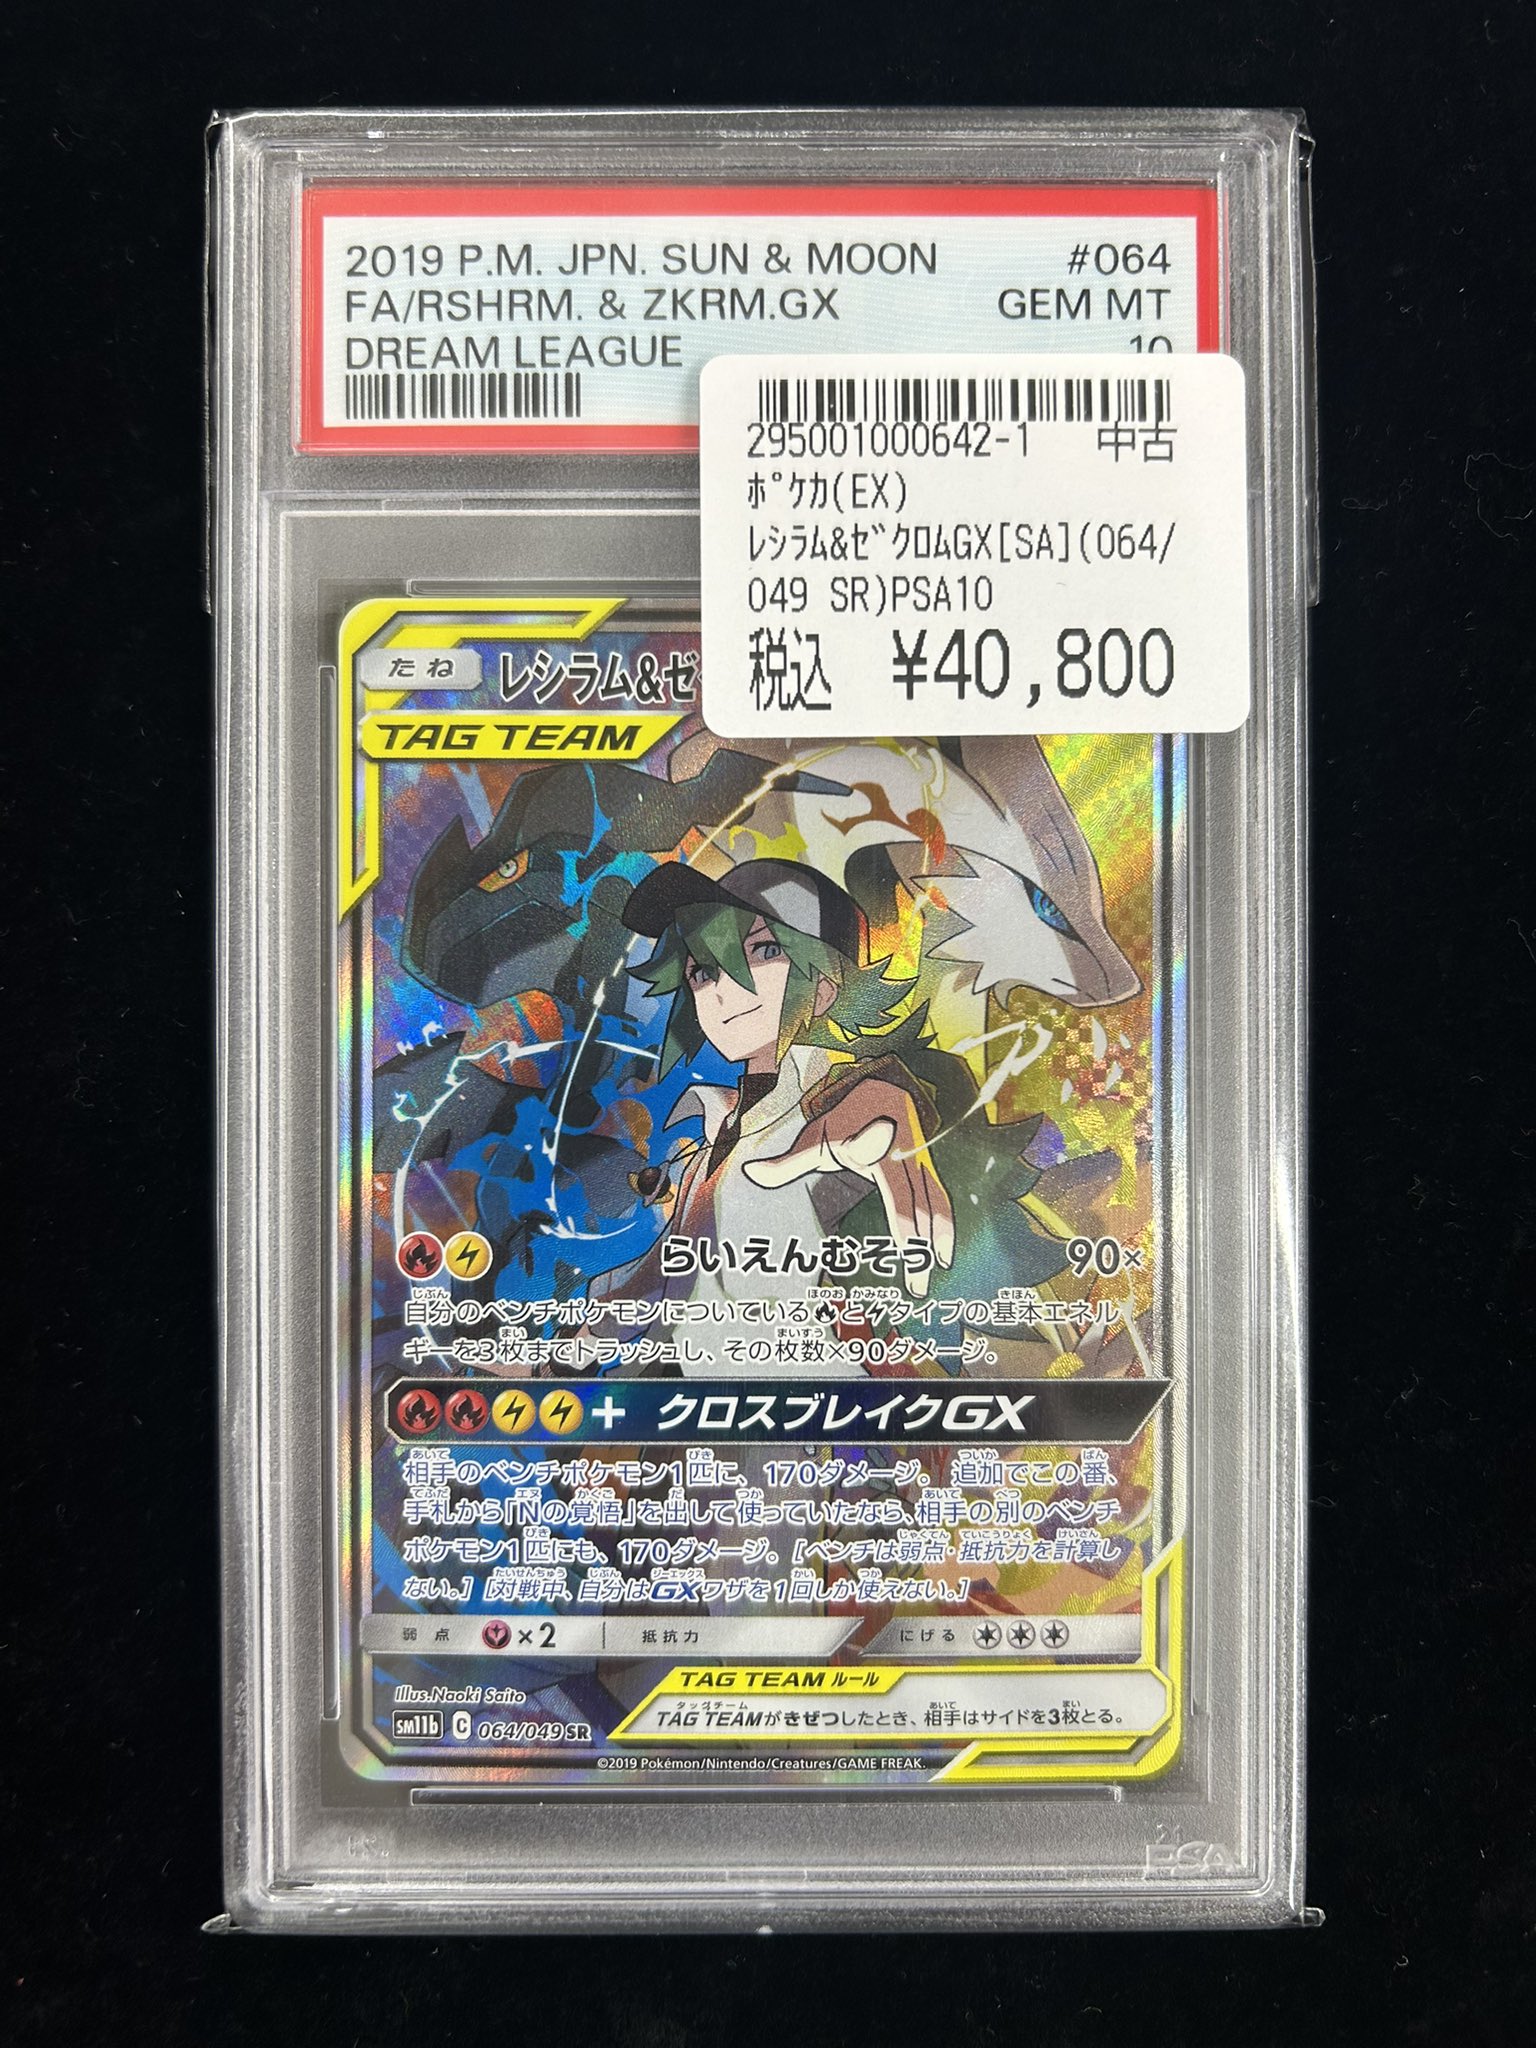 2019 P.M. JPN. SUN & MOON #064
FA/RSHRM. & ZKRM.GX GEM MT
DREAM LEAGUE 10
295001000642-1 中古
ﾎﾟｹｶ(EX)
ﾚｼﾗﾑ&ｾﾞｸﾛﾑGX[SA](064/
049 SR)PSA10
税込 ¥40,800
たね レシラム&ゼ
TAG TEAM
らいえんむそう 90×
自分のベンチポケモンについているとタイプの基本エネル
ギーを3枚までトラッシュし、その枚数×90ダメージ。
+ クロスブレイクGX
相手のベンチポケモン1匹に、170ダメージ。追加でこの番、
手札から「Nの覚悟」を出して使っていたなら、相手の別のベンチ
ポケモン1匹にも、170ダメージ。[ベンチは弱点・抵抗力を計算し
ない。] [対戦中、自分はGXワザを1回しか使えない。]
弱点 ×2 抵抗力 にげる
TAG TEAM ルール
TAG TEAMがきぜつしたとき、相手はサイドを3枚とる。
Illus.Naoki Saito
sm11b C 064/049 SR
©2019 Pokémon/Nintendo/Creatures/GAME FREAK.
PSA